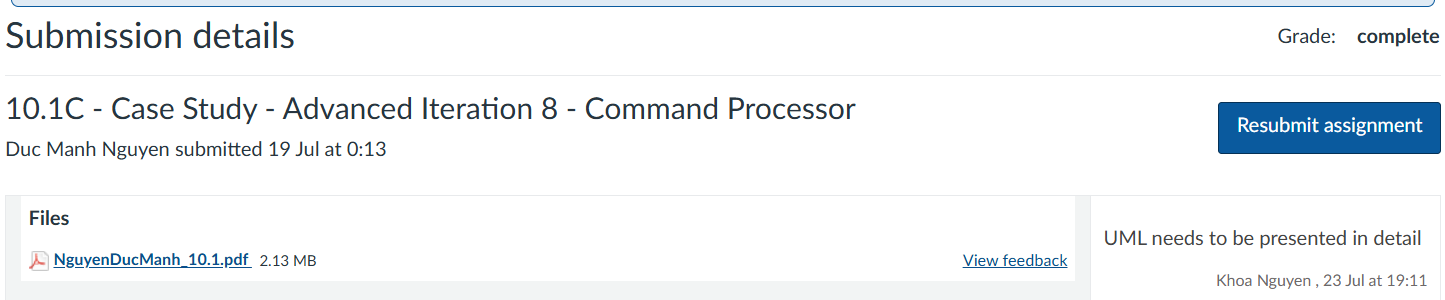 Submission details
Grade: complete
10.1C - Case Study - Advanced Iteration 8 - Command Processor
Resubmit assignment
Duc Manh Nguyen submitted 19 Jul at 0:13
Files
NguyenDucManh_10.1.pdf 2.13 MB
View feedback
UML needs to be presented in detail
Khoa Nguyen , 23 Jul at 19:11